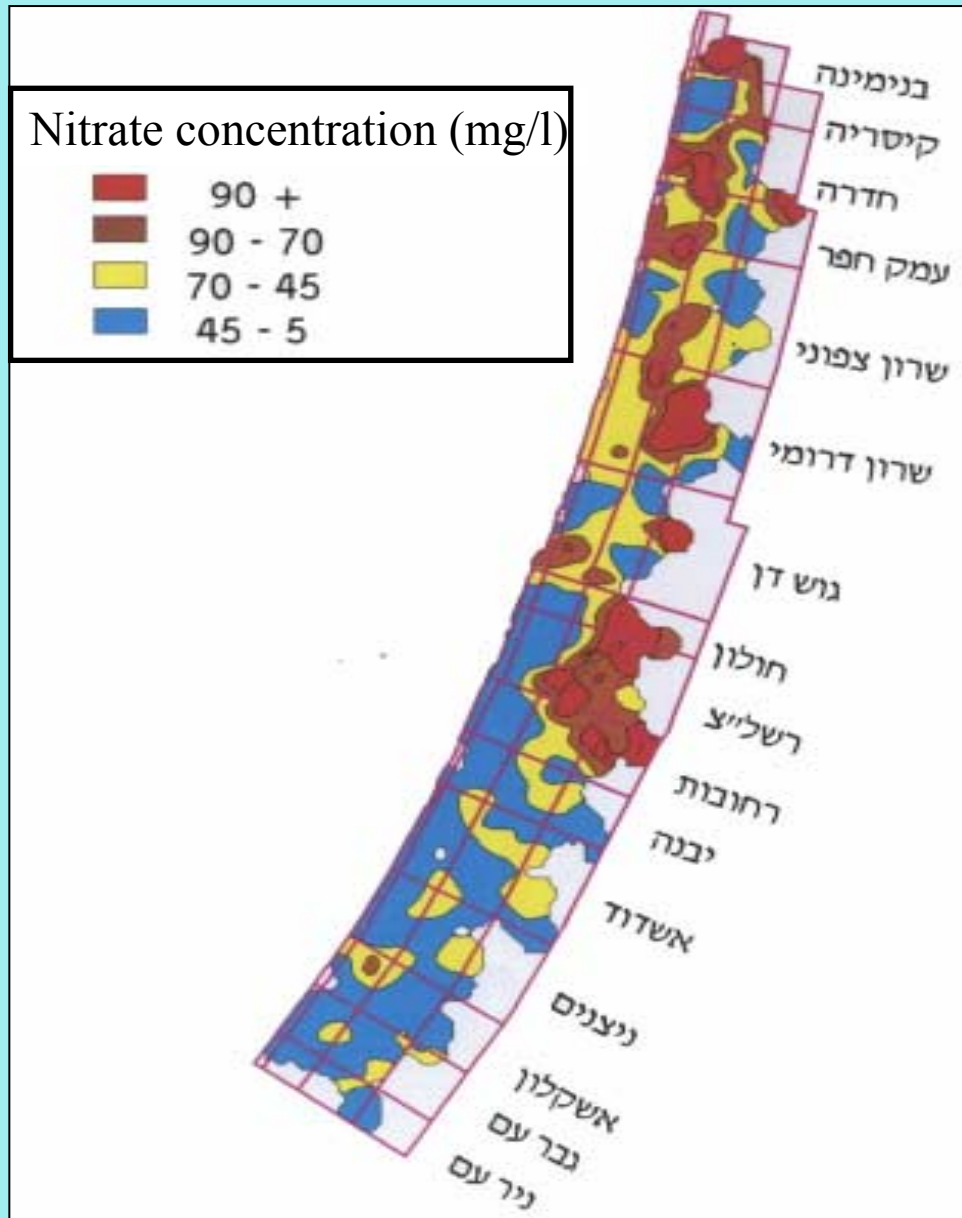 Nitrate concentration (mg/l)
90 +
90 - 70
70 - 45
45 - 5
בנימינה
קיסריה
חדרה
עמק חפר
שרון צפוני
שרון דרומי
גוש דן
חולון
רשל״צ
רחובות
יבנה
אשדוד
ניצנים
אשקלון
גבר עם
ניר עם